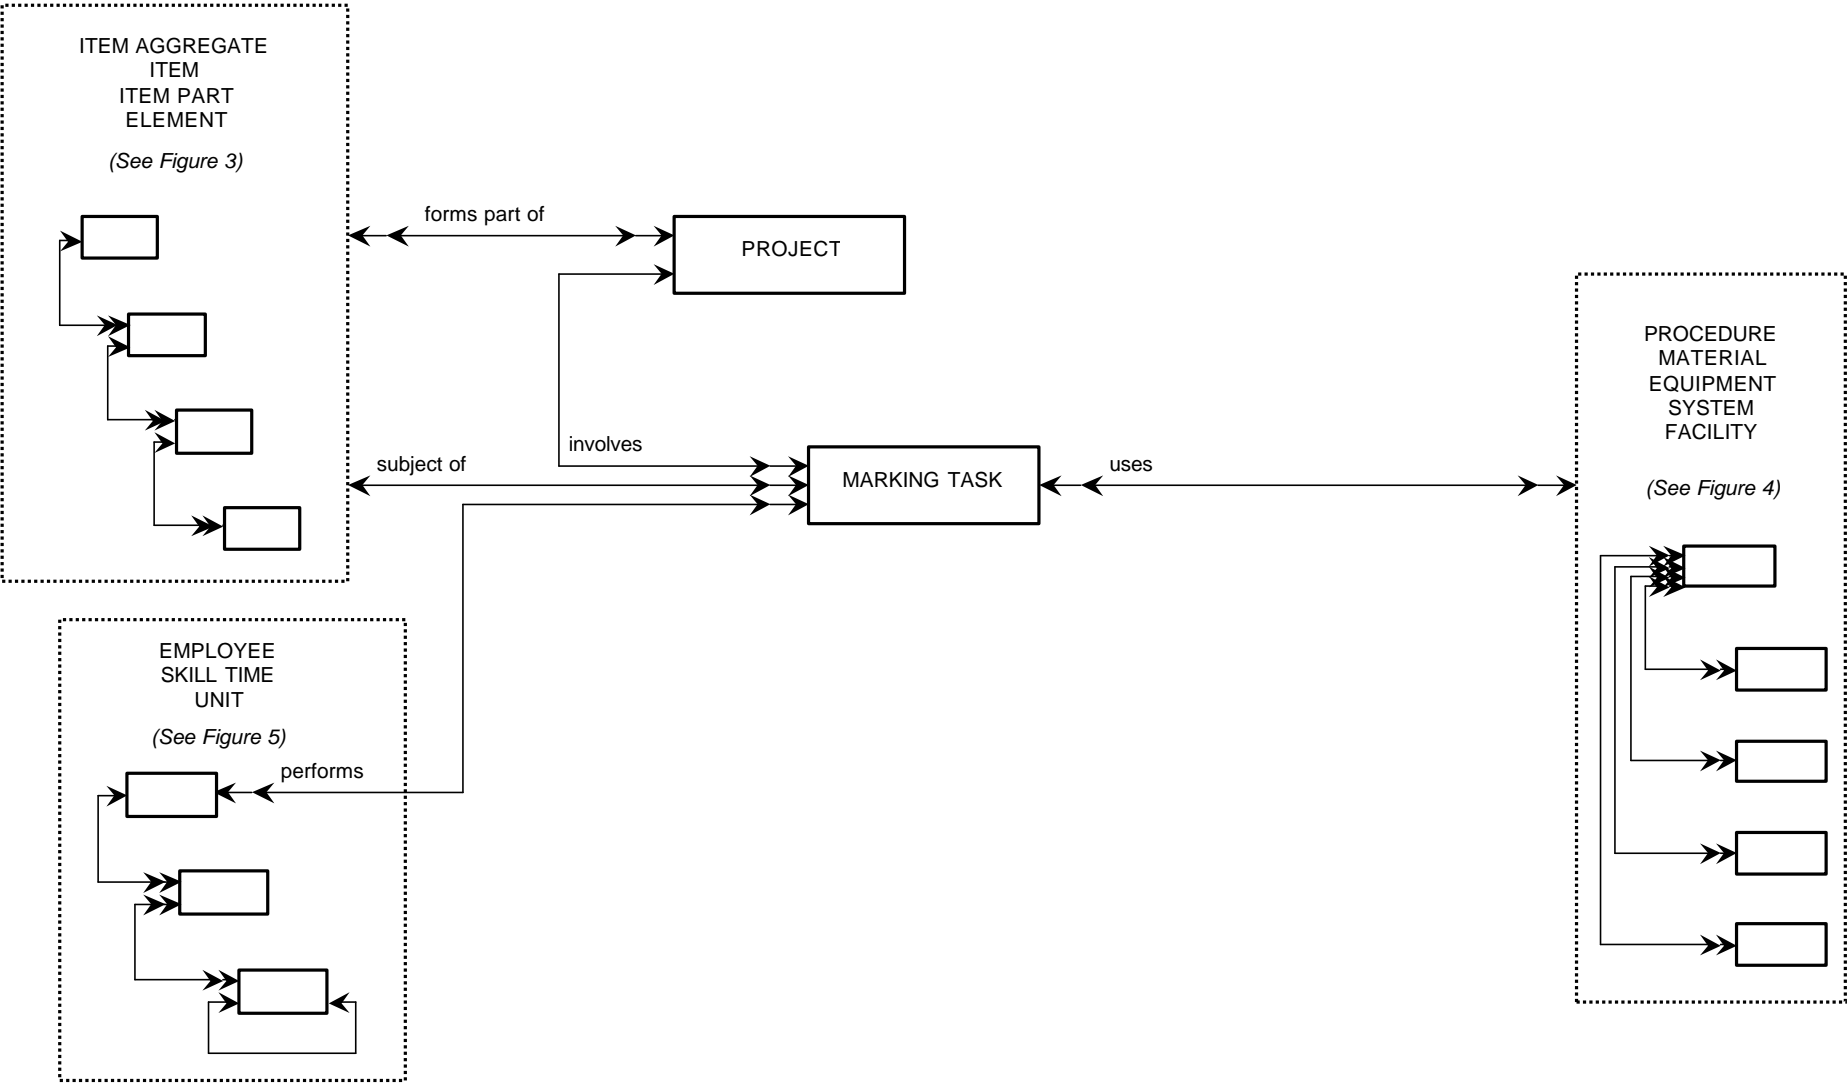 ITEM AGGREGATE
ITEM
ITEM PART
ELEMENT
(See Figure 3)
forms part of
PROJECT
involves
subject of
MARKING TASK
uses
PROCEDURE
MATERIAL
EQUIPMENT
SYSTEM
FACILITY
(See Figure 4)
EMPLOYEE
SKILL TIME
UNIT
(See Figure 5)
performs